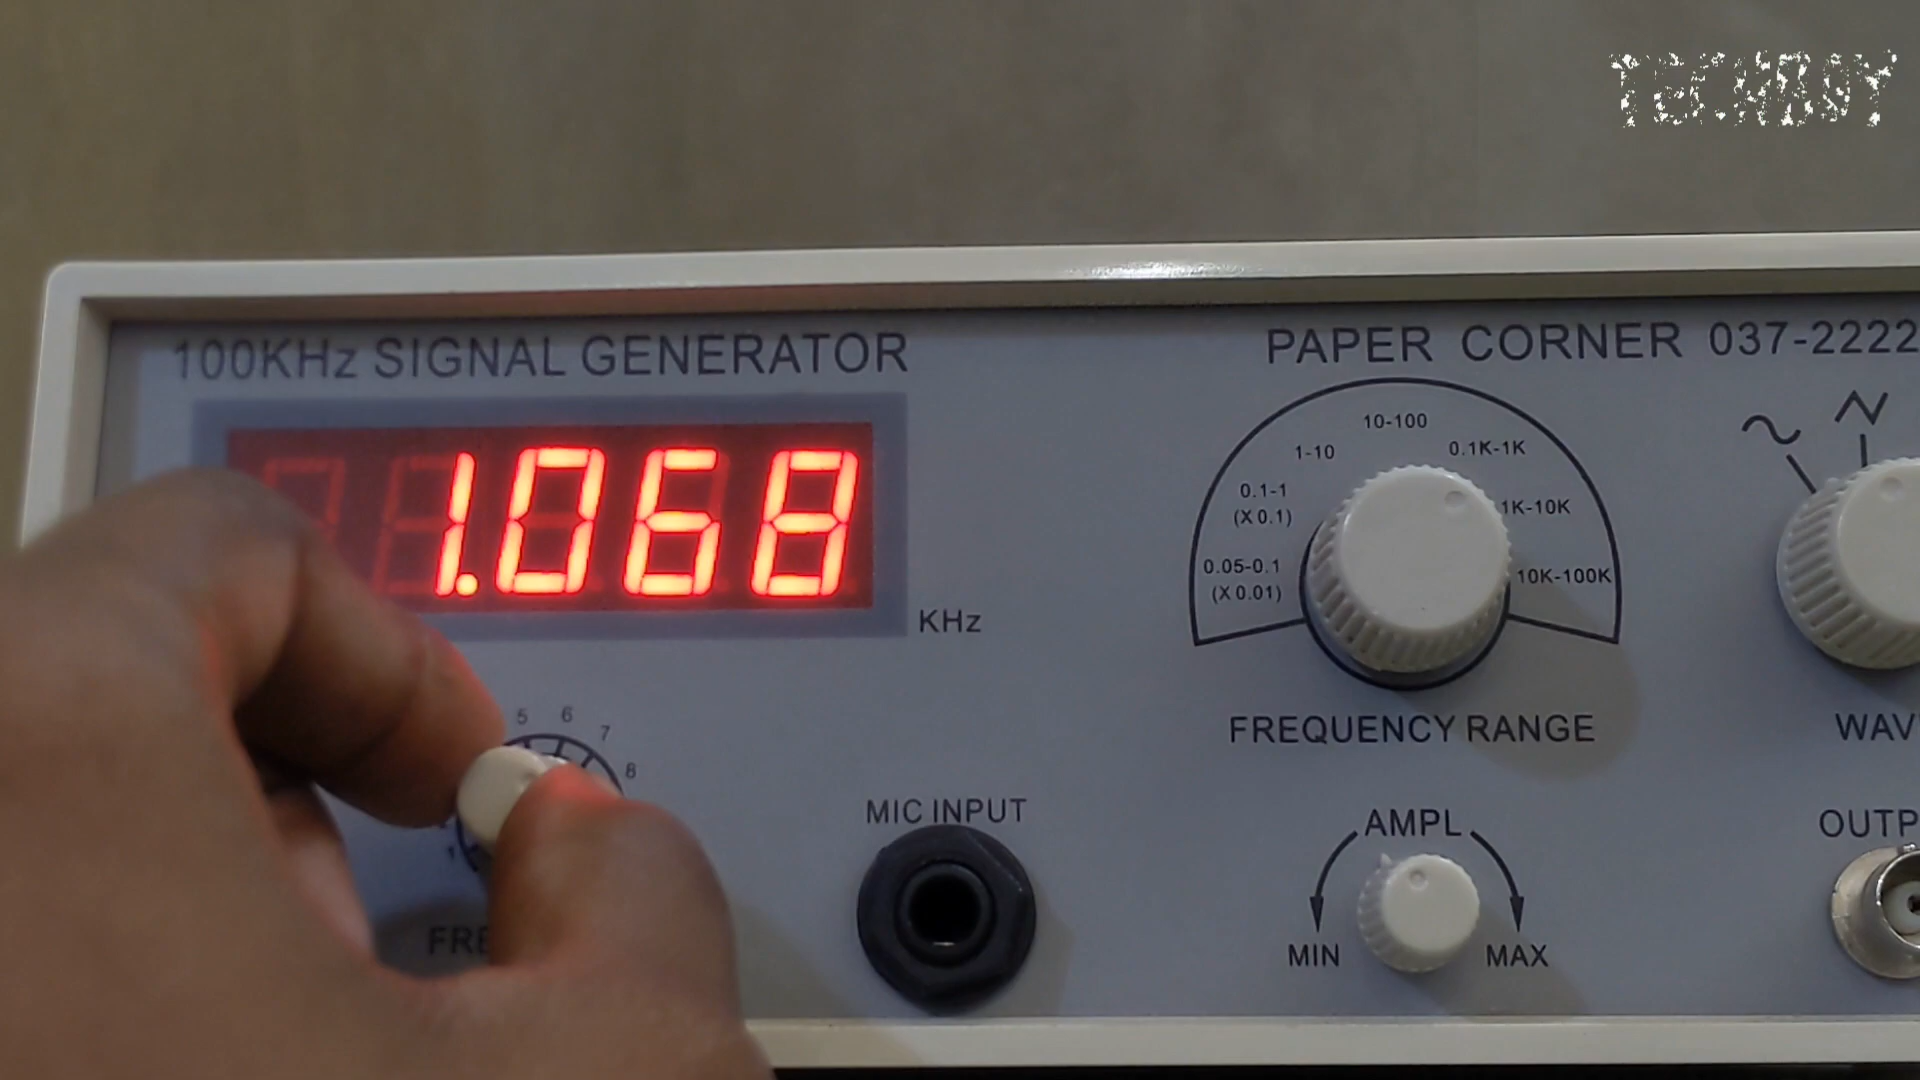 TECHBOY
100KHz SIGNAL GENERATOR
PAPER CORNER 037-2222
1.068
KHz
10-100
1-10
0.1K-1K
0.1-1
(X 0.1)
1K-10K
0.05-0.1
(X 0.01)
10K-100K
FREQUENCY RANGE
WAV
5
6
7
8
1
FRE
MIC INPUT
AMPL
MIN
MAX
OUTP